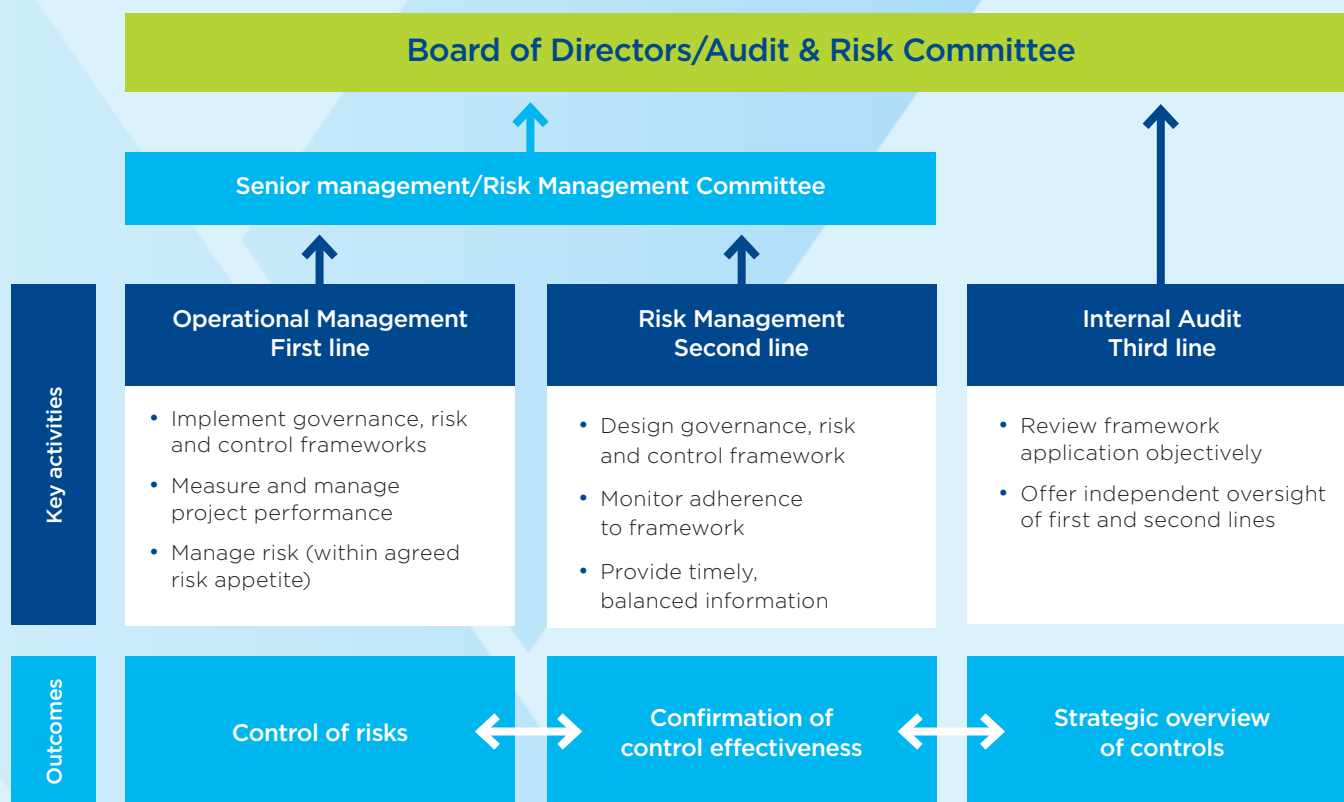 Board of Directors/Audit & Risk Committee
Senior management/Risk Management Committee
Key activities
Operational Management
First line
• Implement governance, risk
and control frameworks
• Measure and manage
project performance
• Manage risk (within agreed
risk appetite)
Risk Management
Second line
• Design governance, risk
and control framework
• Monitor adherence
to framework
• Provide timely,
balanced information
Internal Audit
Third line
• Review framework
application objectively
• Offer independent oversight
of first and second lines
Outcomes
Control of risks
Confirmation of
control effectiveness
Strategic overview
of controls